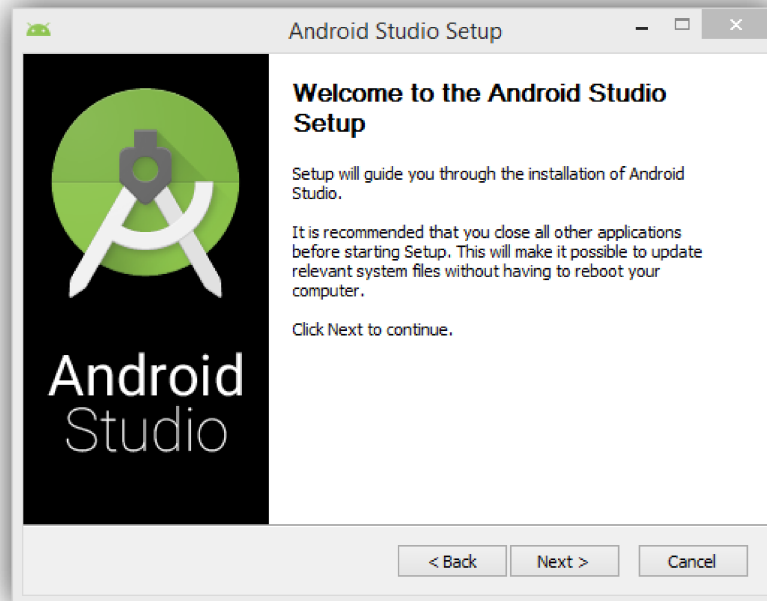 Android Studio Setup
Welcome to the Android Studio
Setup
Setup will guide you through the installation of Android
Studio.
It is recommended that you close all other applications
before starting Setup. This will make it possible to update
relevant system files without having to reboot your
computer.
Click Next to continue.
Android
Studio
< Back Next > Cancel